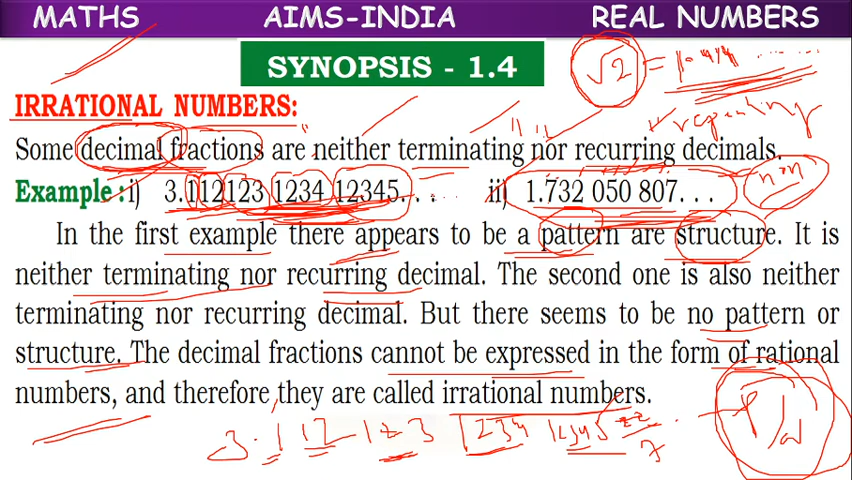 MATHS AIMS-INDIA REAL NUMBERS
SYNOPSIS - 1.4
√2 = 1.414 ......
IRRATIONAL NUMBERS:
repeating
Some decimal fractions are neither terminating nor recurring decimals.
Example : i) 3.112123 1234 12345. . . ii) 1.732 050 807. . .
In the first example there appears to be a pattern are structure. It is
neither terminating nor recurring decimal. The second one is also neither
terminating nor recurring decimal. But there seems to be no pattern or
structure. The decimal fractions cannot be expressed in the form of rational
numbers, and therefore they are called irrational numbers.
3.1 12 123 1234 12345